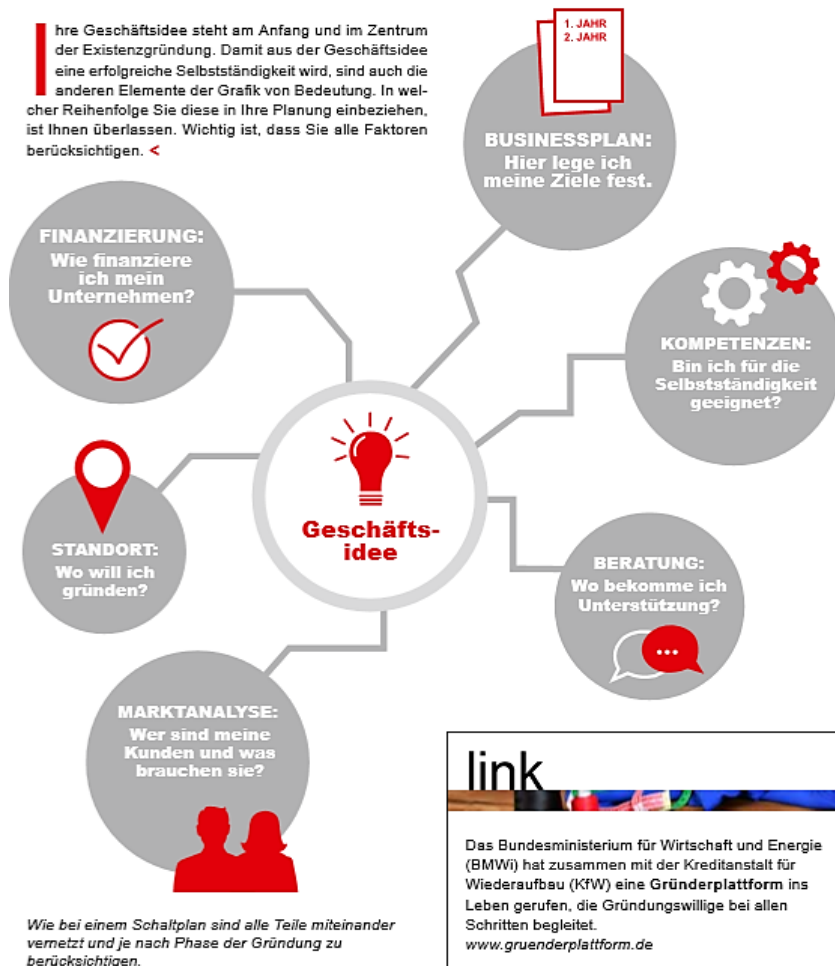 Ihre Geschäftsidee steht am Anfang und im Zentrum
der Existenzgründung. Damit aus der Geschäftsidee
eine erfolgreiche Selbstständigkeit wird, sind auch die
anderen Elemente der Grafik von Bedeutung. In wel-
cher Reihenfolge Sie diese in Ihre Planung einbeziehen,
ist Ihnen überlassen. Wichtig ist, dass Sie alle Faktoren
berücksichtigen. <
1. JAHR
2. JAHR
BUSINESSPLAN:
Hier lege ich
meine Ziele fest.
FINANZIERUNG:
Wie finanziere
ich mein
Unternehmen?
KOMPETENZEN:
Bin ich für die
Selbstständigkeit
geeignet?
Geschäfts-
idee
STANDORT:
Wo will ich
gründen?
BERATUNG:
Wo bekomme ich
Unterstützung?
MARKTANALYSE:
Wer sind meine
Kunden und was
brauchen sie?
link
Das Bundesministerium für Wirtschaft und Energie
(BMWi) hat zusammen mit der Kreditanstalt für
Wiederaufbau (KfW) eine Gründerplattform ins
Leben gerufen, die Gründungswillige bei allen
Schritten begleitet.
www.gruenderplattform.de
Wie bei einem Schaltplan sind alle Teile miteinander
vernetzt und je nach Phase der Gründung zu
berücksichtigen.